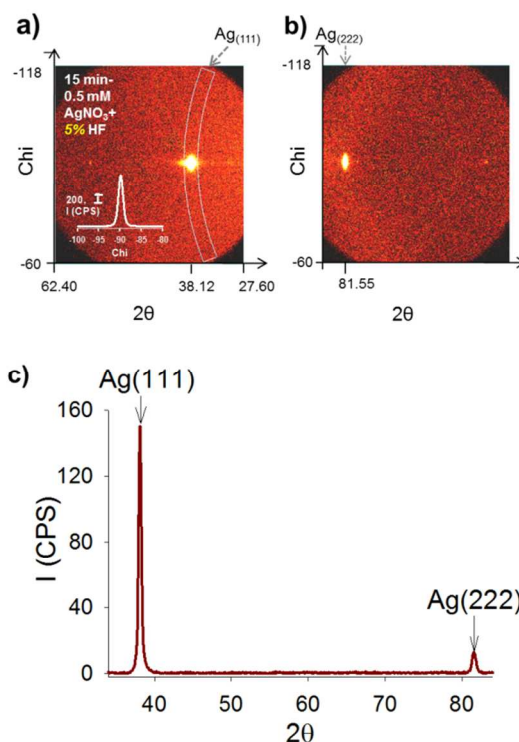 a)
Ag(111)
-118
15 min-
0.5 mM
AgNO3+
5% HF
Chi
200, I
I (CPS)
-100 -95 -90 -85 -80
Chi
-60
62.40 38.12 27.60
2θ
b)
Ag(222)
-118
Chi
-60
81.55
2θ
c)
Ag(111)
160
120
80
40
0
I (CPS)
Ag(222)
40 50 60 70 80
2θ